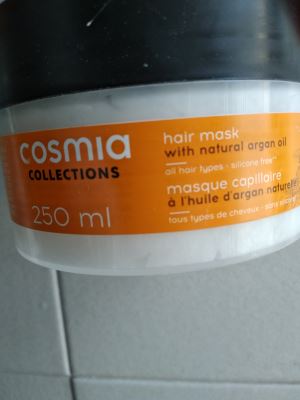 cosmia
COLLECTIONS
250 ml
hair mask
with natural argan oil
all hair types - silicone free**
masque capillaire
à l'huile d'argan naturelle
tous types de cheveux - sans silicone